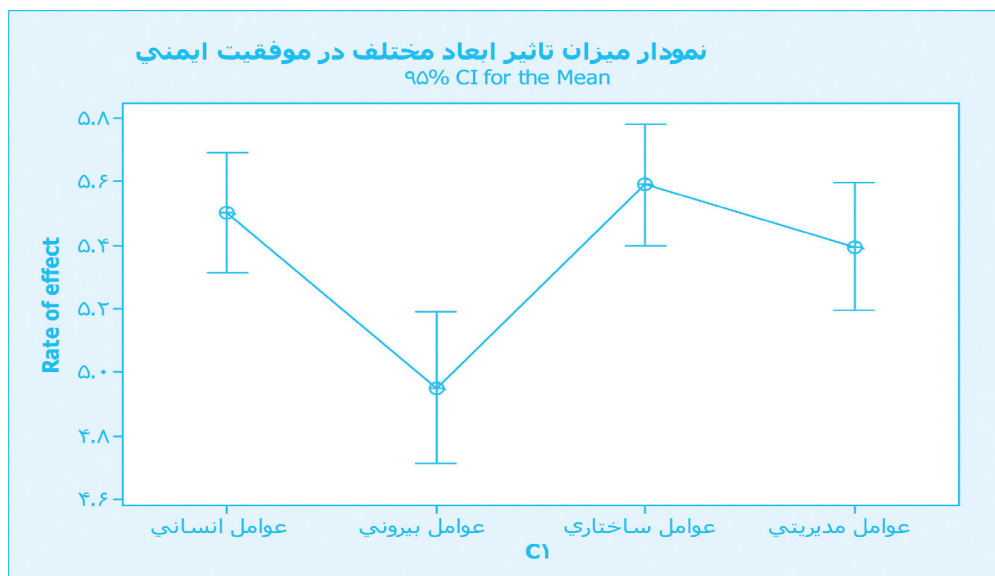 نمودار ميزان تاثير ابعاد مختلف در موفقيت ايمني
۹۵% CI for the Mean
Rate of effect
۵.۸
۵.۶
۵.۴
۵.۲
۵.۰
۴.۸
۴.۶
عوامل انساني
عوامل بيروني
عوامل ساختاري
عوامل مديريتي
C۱